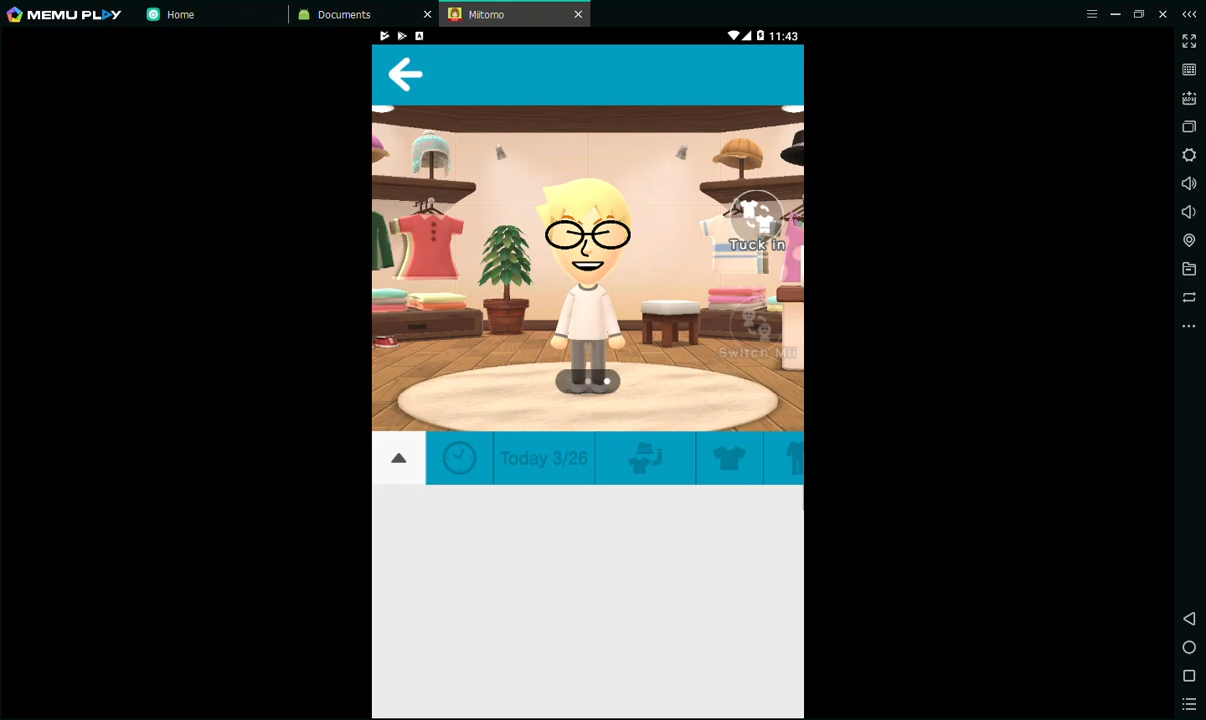 MEMU PLAY
Home
Documents
Miitomo
11:43
Tuck in
Switch Mii
Today 3/26